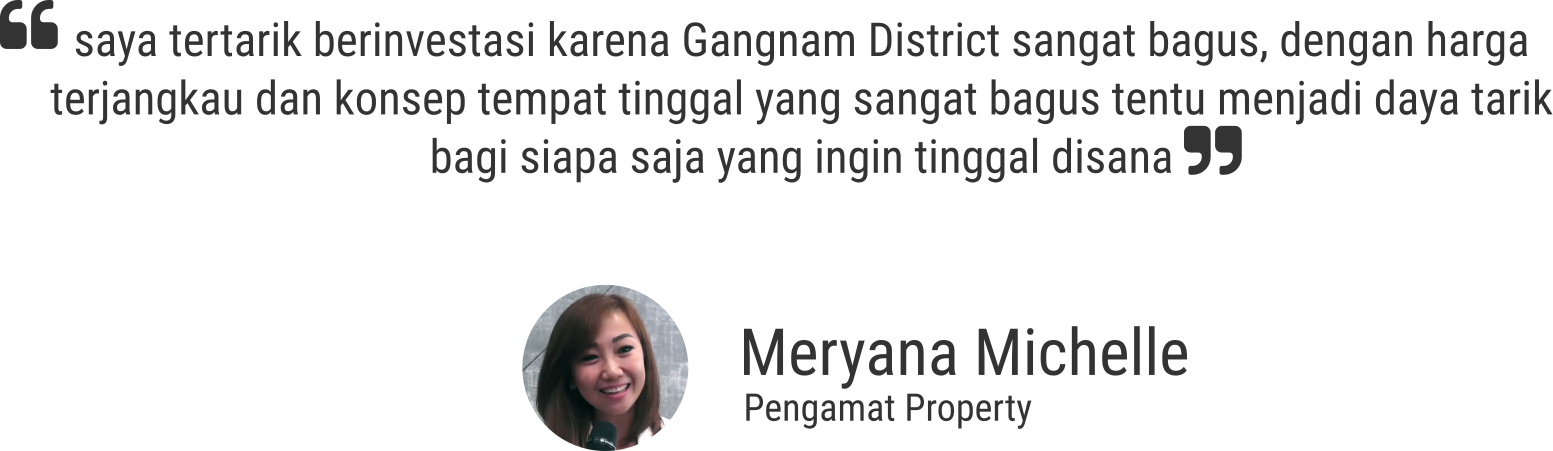 “ saya tertarik berinvestasi karena Gangnam District sangat bagus, dengan harga
terjangkau dan konsep tempat tinggal yang sangat bagus tentu menjadi daya tarik
bagi siapa saja yang ingin tinggal disana ”
Meryana Michelle
Pengamat Property